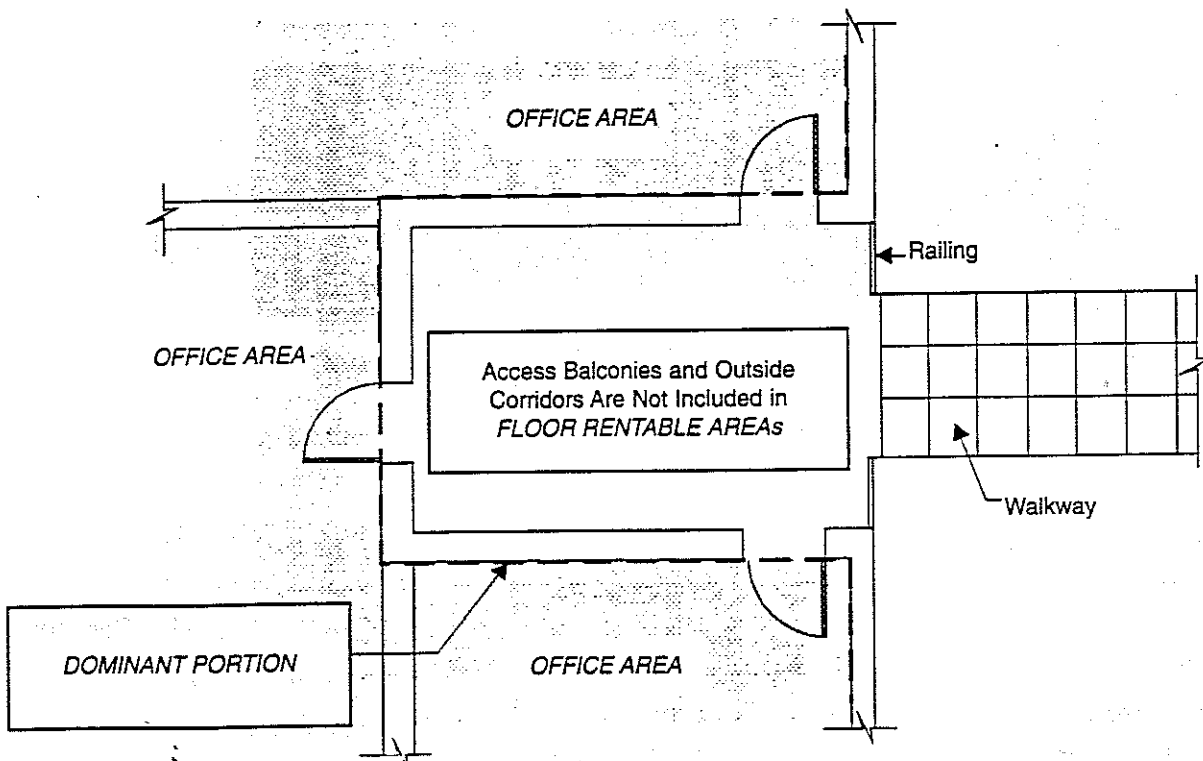 OFFICE AREA
Railing
OFFICE AREA
Access Balconies and Outside
Corridors Are Not Included in
FLOOR RENTABLE AREAs
Walkway
DOMINANT PORTION
OFFICE AREA